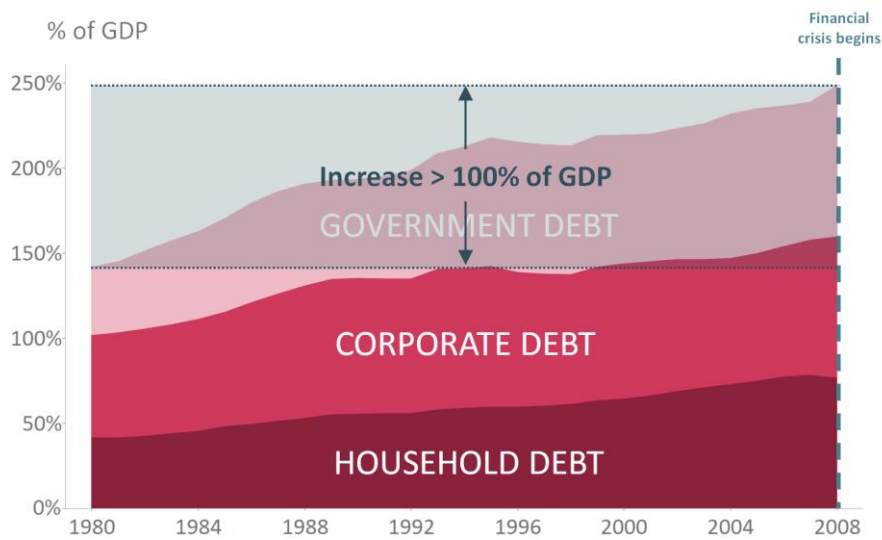 Financial
crisis begins
% of GDP
250%
200%
150%
100%
50%
0%
Increase > 100% of GDP
GOVERNMENT DEBT
CORPORATE DEBT
HOUSEHOLD DEBT
1980
1984
1988
1992
1996
2000
2004
2008